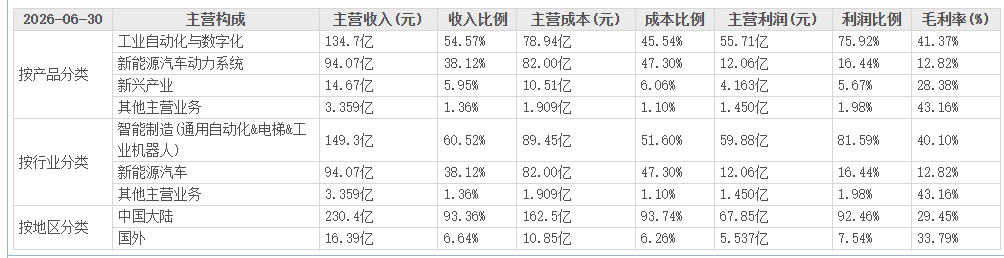 2026-06-30 主营构成 主营收入(元) 收入比例 主营成本(元) 成本比例 主营利润(元) 利润比例 毛利率(%)
按产品分类
工业自动化与数字化 134.7亿 54.57% 78.94亿 45.54% 55.71亿 75.92% 41.37%
新能源汽车动力系统 94.07亿 38.12% 82.00亿 47.30% 12.06亿 16.44% 12.82%
新兴产业 14.67亿 5.95% 10.51亿 6.06% 4.163亿 5.67% 28.38%
其他主营业务 3.359亿 1.36% 1.909亿 1.10% 1.450亿 1.98% 43.16%
按行业分类
智能制造(通用自动化&电梯&工
业机器人) 149.3亿 60.52% 89.45亿 51.60% 59.88亿 81.59% 40.10%
新能源汽车 94.07亿 38.12% 82.00亿 47.30% 12.06亿 16.44% 12.82%
其他主营业务 3.359亿 1.36% 1.909亿 1.10% 1.450亿 1.98% 43.16%
按地区分类
中国大陆 230.4亿 93.36% 162.5亿 93.74% 67.85亿 92.46% 29.45%
国外 16.39亿 6.64% 10.85亿 6.26% 5.537亿 7.54% 33.79%